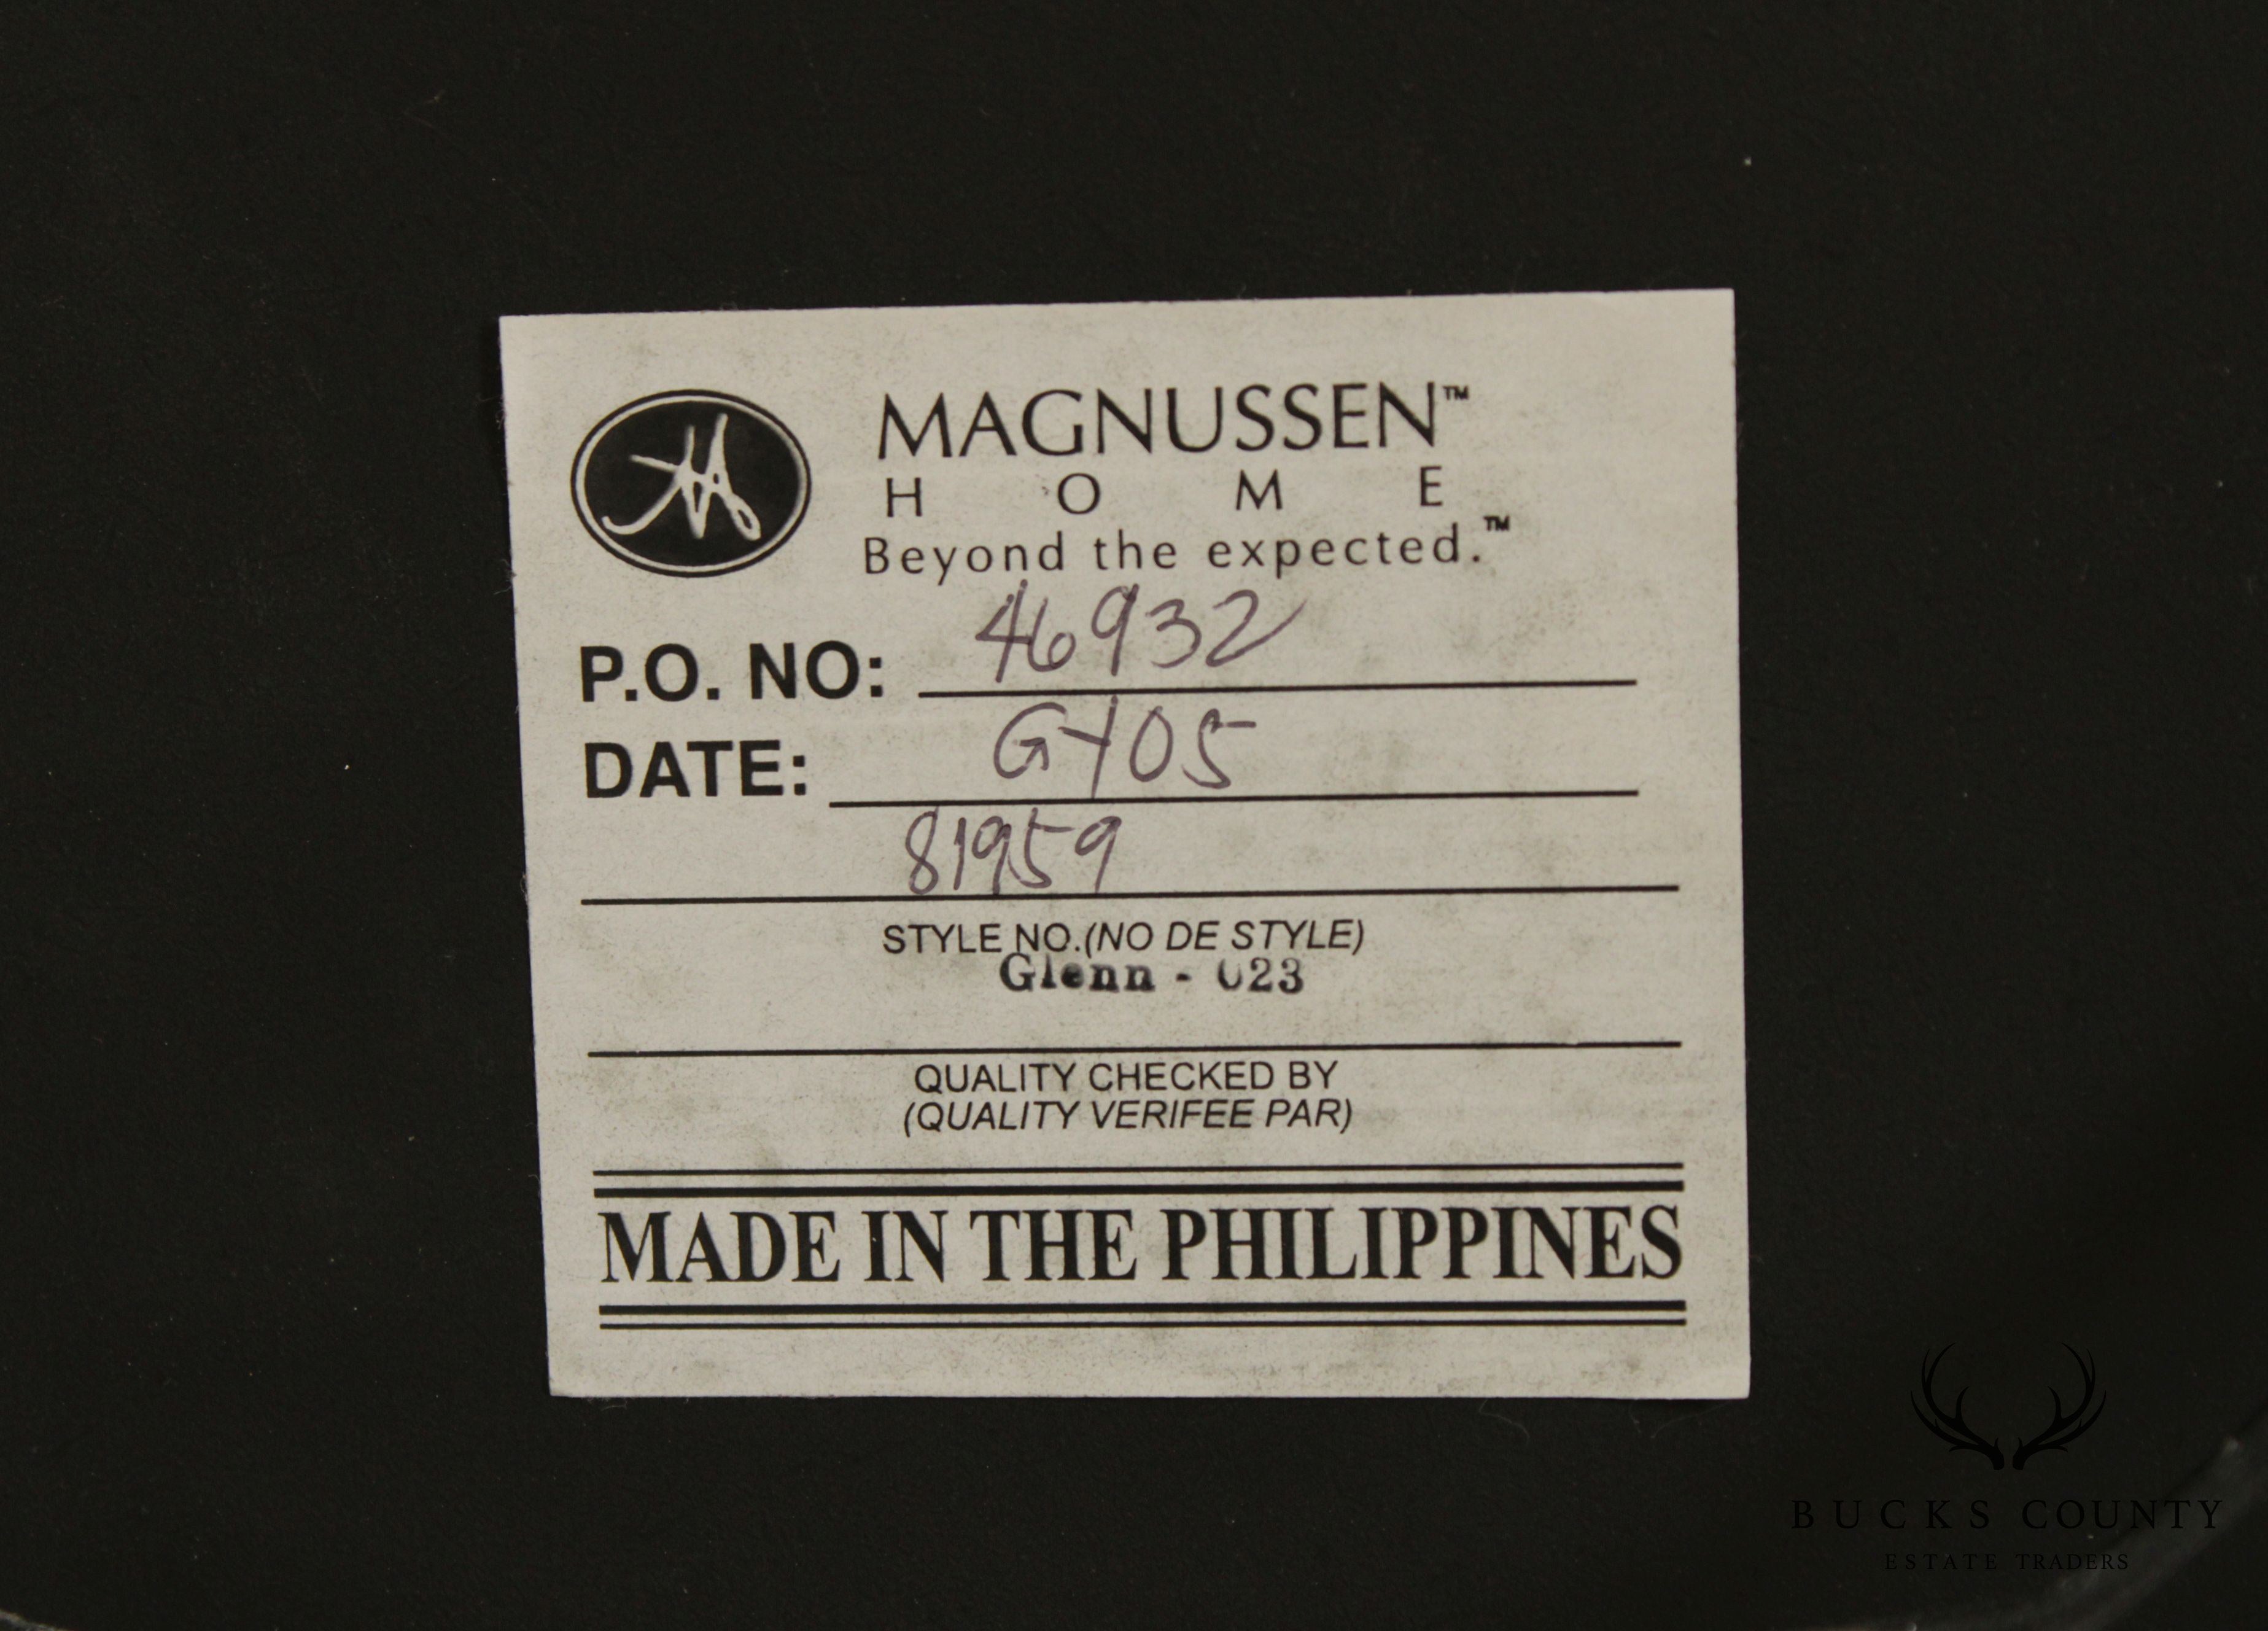 MAGNUSSEN™
HOME
Beyond the expected.™
P.O. NO: 46932
DATE: GY05
81959
STYLE NO.(NO DE STYLE)
Glenn - 023
QUALITY CHECKED BY
(QUALITY VERIFEE PAR)
MADE IN THE PHILIPPINES
BUCKS COUNTY
ESTATE TRADERS